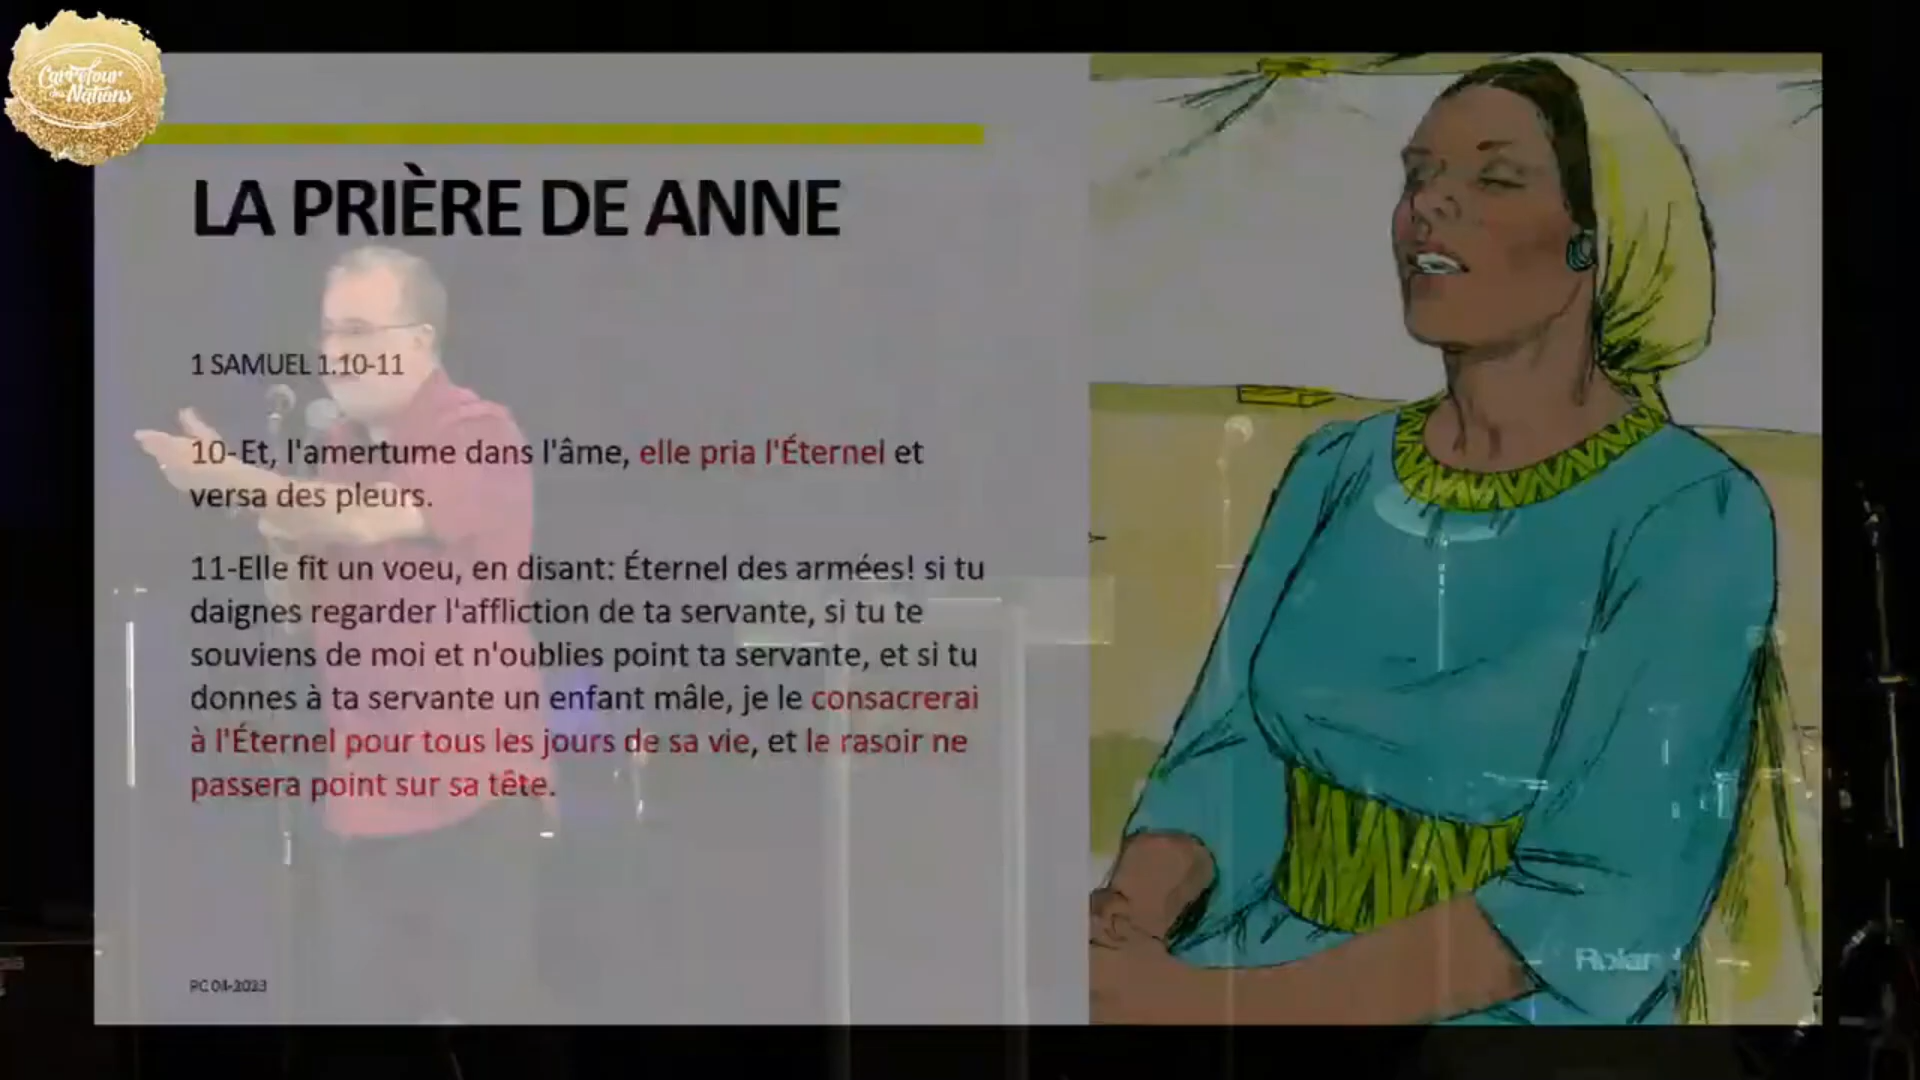 Carrefour
des Nations
LA PRIÈRE DE ANNE
1 SAMUEL 1.10-11
10-Et, l'amertume dans l'âme, elle pria l'Éternel et
versa des pleurs.
11-Elle fit un voeu, en disant: Éternel des armées! si tu
daignes regarder l'affliction de ta servante, si tu te
souviens de moi et n'oublies point ta servante, et si tu
donnes à ta servante un enfant mâle, je le consacrerai
à l'Éternel pour tous les jours de sa vie, et le rasoir ne
passera point sur sa tête.
PC 04-2023
Roland